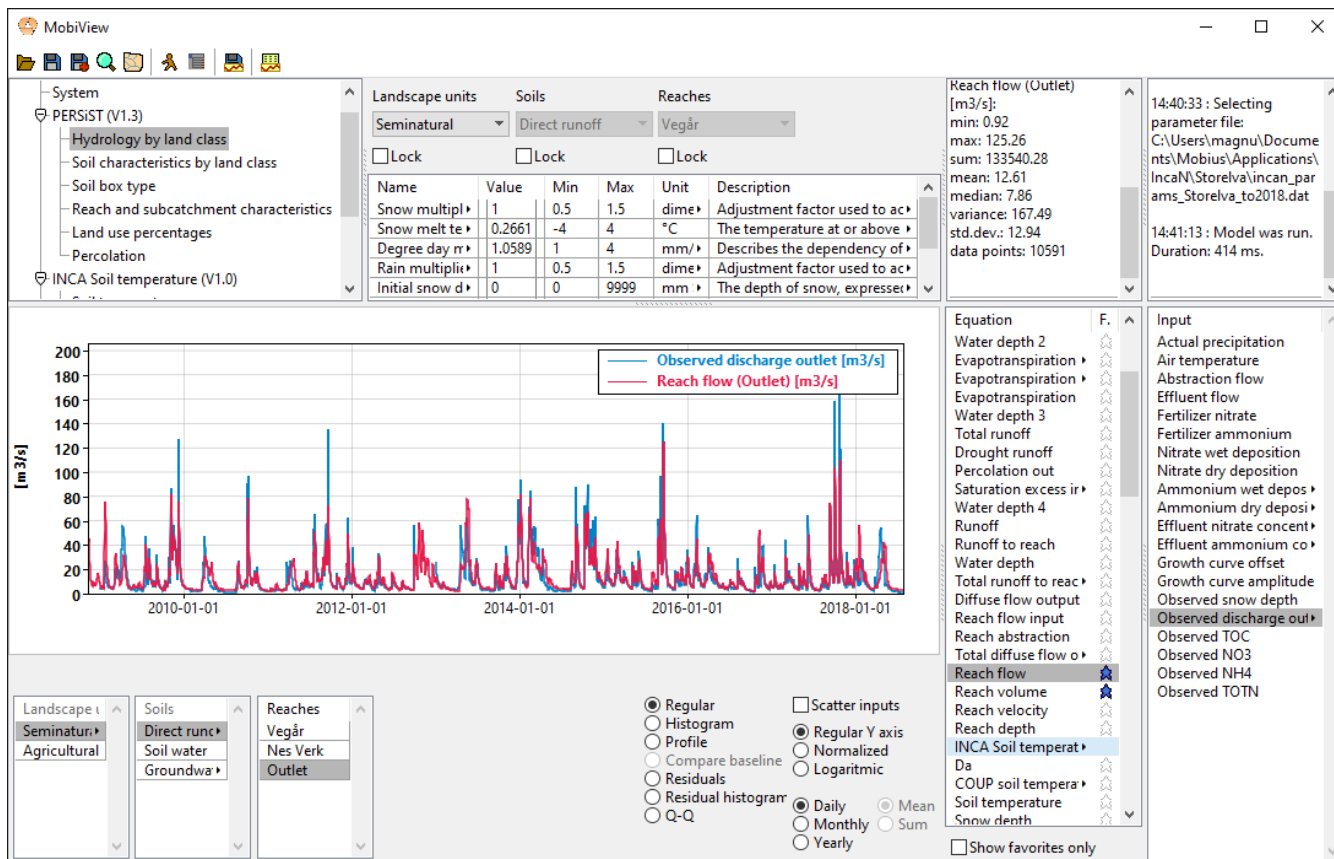 MobiView
System
PERSiST (V1.3)
Hydrology by land class
Soil characteristics by land class
Soil box type
Reach and subcatchment characteristics
Land use percentages
Percolation
INCA Soil temperature (V1.0)
Landscape units Soils Reaches
Seminatural Direct runoff Vegår
Lock Lock Lock
Name Value Min Max Unit Description
Snow multipl 1 0.5 1.5 dime Adjustment factor used to ac
Snow melt te 0.2661 -4 4 °C The temperature at or above
Degree day m 1.0589 1 4 mm/ Describes the dependency of
Rain multiplie 1 0.5 1.5 dime Adjustment factor used to ac
Initial snow d 0 0 9999 mm The depth of snow, expressed
Reach flow (Outlet)
[m3/s]:
min: 0.92
max: 125.26
sum: 133540.28
mean: 12.61
median: 7.86
variance: 167.49
std.dev.: 12.94
data points: 10591
14:40:33 : Selecting
parameter file:
C:\Users\magnu\Docume
nts\Mobius\Applications\
IncaN\Storelva\incan_par
ams_Storelva_to2018.dat
14:41:13 : Model was run.
Duration: 414 ms.
Observed discharge outlet [m3/s]
Reach flow (Outlet) [m3/s]
[m3/s]
200
180
160
140
120
100
80
60
40
20
0
2010-01-01 2012-01-01 2014-01-01 2016-01-01 2018-01-01
Equation F.
Water depth 2
Evapotranspiration
Evapotranspiration
Evapotranspiration
Water depth 3
Total runoff
Drought runoff
Percolation out
Saturation excess in
Water depth 4
Runoff
Runoff to reach
Water depth
Total runoff to reac
Diffuse flow output
Reach flow input
Reach abstraction
Total diffuse flow o
Reach flow
Reach volume
Reach velocity
Reach depth
INCA Soil temperat
Da
COUP soil tempera
Soil temperature
Snow depth
Show favorites only
Input
Actual precipitation
Air temperature
Abstraction flow
Effluent flow
Fertilizer nitrate
Fertilizer ammonium
Nitrate wet deposition
Nitrate dry deposition
Ammonium wet depos
Ammonium dry deposi
Effluent nitrate concent
Effluent ammonium co
Growth curve offset
Growth curve amplitude
Observed snow depth
Observed discharge out
Observed TOC
Observed NO3
Observed NH4
Observed TOTN
Landscape u
Seminatura
Agricultural
Soils
Direct runc
Soil water
Groundwa
Reaches
Vegår
Nes Verk
Outlet
Regular
Histogram
Profile
Compare baseline
Residuals
Residual histogram
Q-Q
Scatter inputs
Regular Y axis
Normalized
Logaritmic
Daily Mean
Monthly Sum
Yearly